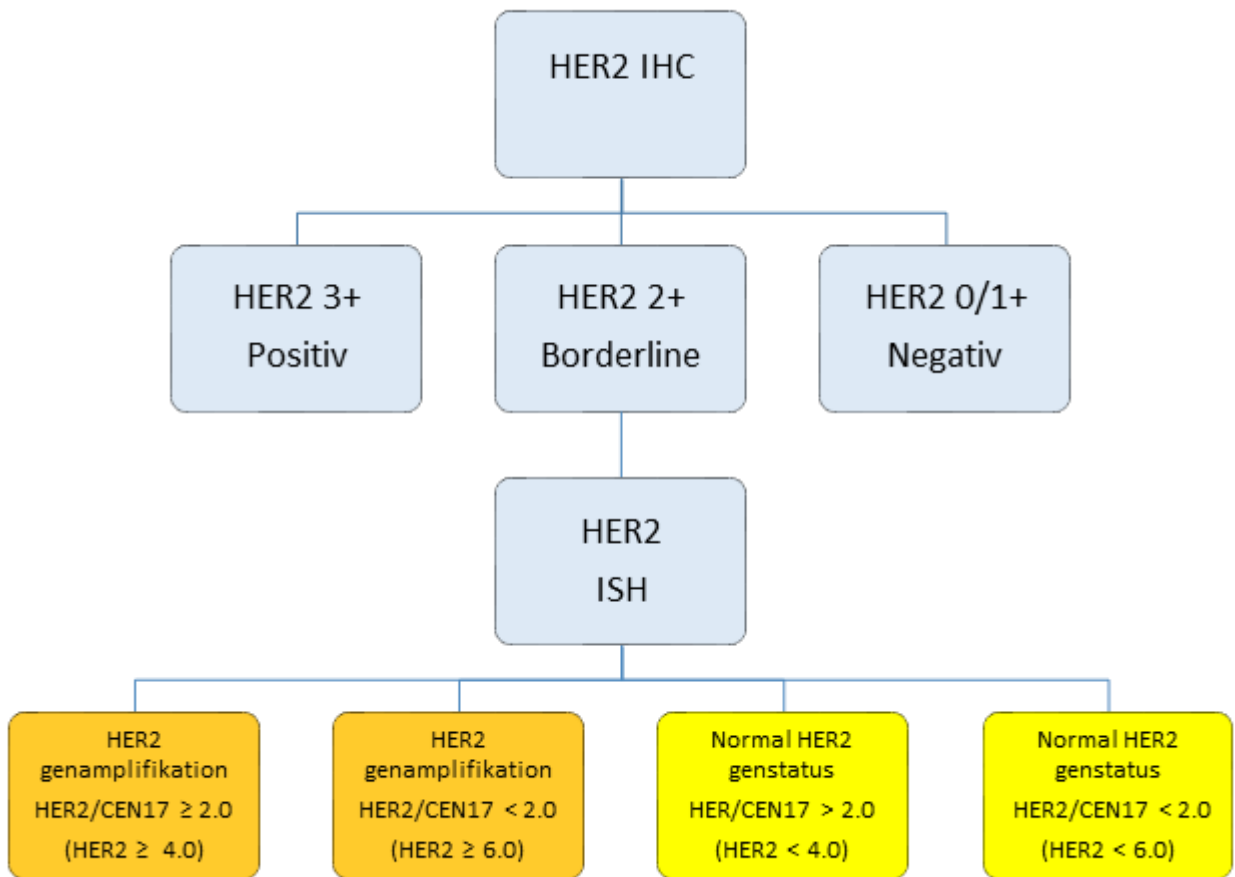 HER2 IHC
HER2 3+
Positiv
HER2 2+
Borderline
HER2 0/1+
Negativ
HER2
ISH
HER2
genamplifikation
HER2/CEN17 ≥ 2.0
(HER2 ≥ 4.0)
HER2
genamplifikation
HER2/CEN17 < 2.0
(HER2 ≥ 6.0)
Normal HER2
genstatus
HER/CEN17 > 2.0
(HER2 < 4.0)
Normal HER2
genstatus
HER2/CEN17 < 2.0
(HER2 < 6.0)